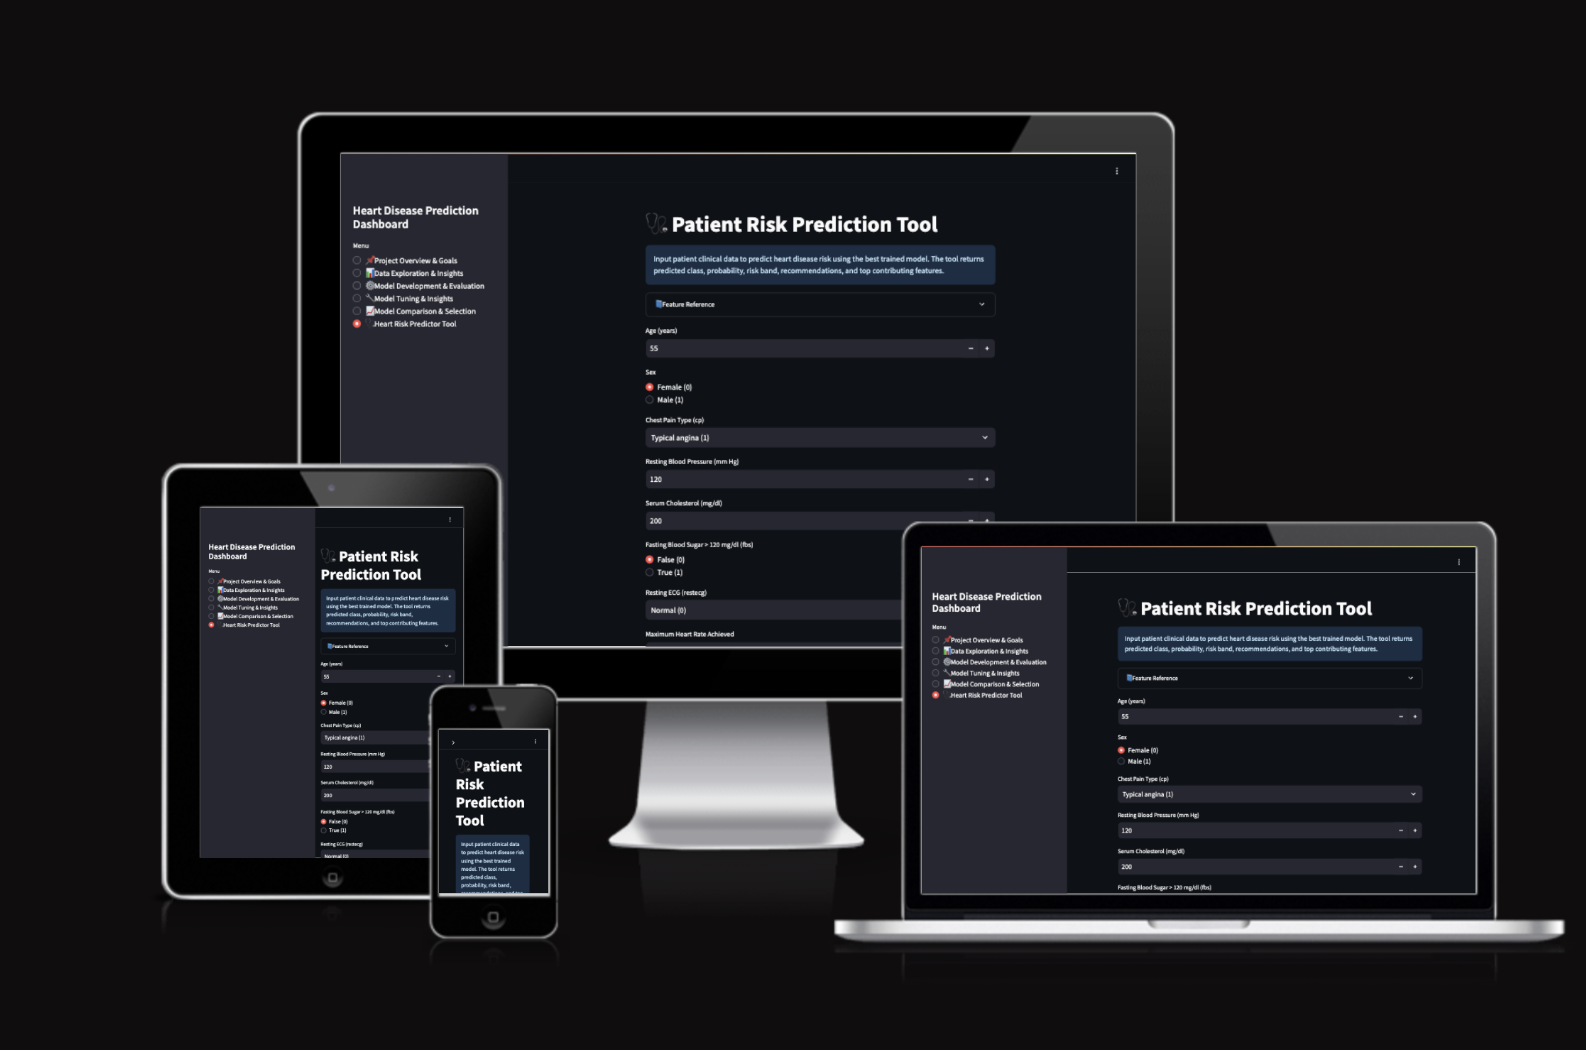 Heart Disease Prediction
Dashboard
Menu
Project Overview & Goals
Data Exploration & Insights
Model Development & Evaluation
Model Tuning & Insights
Model Comparison & Selection
Heart Risk Predictor Tool
Patient Risk Prediction Tool
Input patient clinical data to predict heart disease risk using the best trained model. The tool returns
predicted class, probability, risk band, recommendations, and top contributing features.
Feature Reference
Age (years)
55
Sex
Female (0)
Male (1)
Chest Pain Type (cp)
Typical angina (1)
Resting Blood Pressure (mm Hg)
120
Serum Cholesterol (mg/dl)
200
Fasting Blood Sugar > 120 mg/dl (fbs)
False (0)
True (1)
Resting ECG (restecg)
Normal (0)
Maximum Heart Rate Achieved
Heart Disease Prediction
Dashboard
Menu
Project Overview & Goals
Data Exploration & Insights
Model Development & Evaluation
Model Tuning & Insights
Model Comparison & Selection
Heart Risk Predictor Tool
Patient Risk
Prediction Tool
Input patient clinical data to predict heart disease risk
using the best trained model. The tool returns
predicted class, probability, risk band,
recommendations, and top contributing features.
Feature Reference
Age (years)
55
Sex
Female (0)
Male (1)
Chest Pain Type (cp)
Typical angina (1)
Resting Blood Pressure (mm Hg)
120
Serum Cholesterol (mg/dl)
200
Fasting Blood Sugar > 120 mg/dl (fbs)
False (0)
True (1)
Resting ECG (restecg)
Normal (0)
Patient
Risk
Prediction
Tool
Input patient clinical data
to predict heart disease risk
using the best trained
model. The tool returns
predicted class,
probability, risk band,
Heart Disease Prediction
Dashboard
Menu
Project Overview & Goals
Data Exploration & Insights
Model Development & Evaluation
Model Tuning & Insights
Model Comparison & Selection
Heart Risk Predictor Tool
Patient Risk Prediction Tool
Input patient clinical data to predict heart disease risk using the best trained model. The tool returns
predicted class, probability, risk band, recommendations, and top contributing features.
Feature Reference
Age (years)
55
Sex
Female (0)
Male (1)
Chest Pain Type (cp)
Typical angina (1)
Resting Blood Pressure (mm Hg)
120
Serum Cholesterol (mg/dl)
200
Fasting Blood Sugar > 120 mg/dl (fbs)